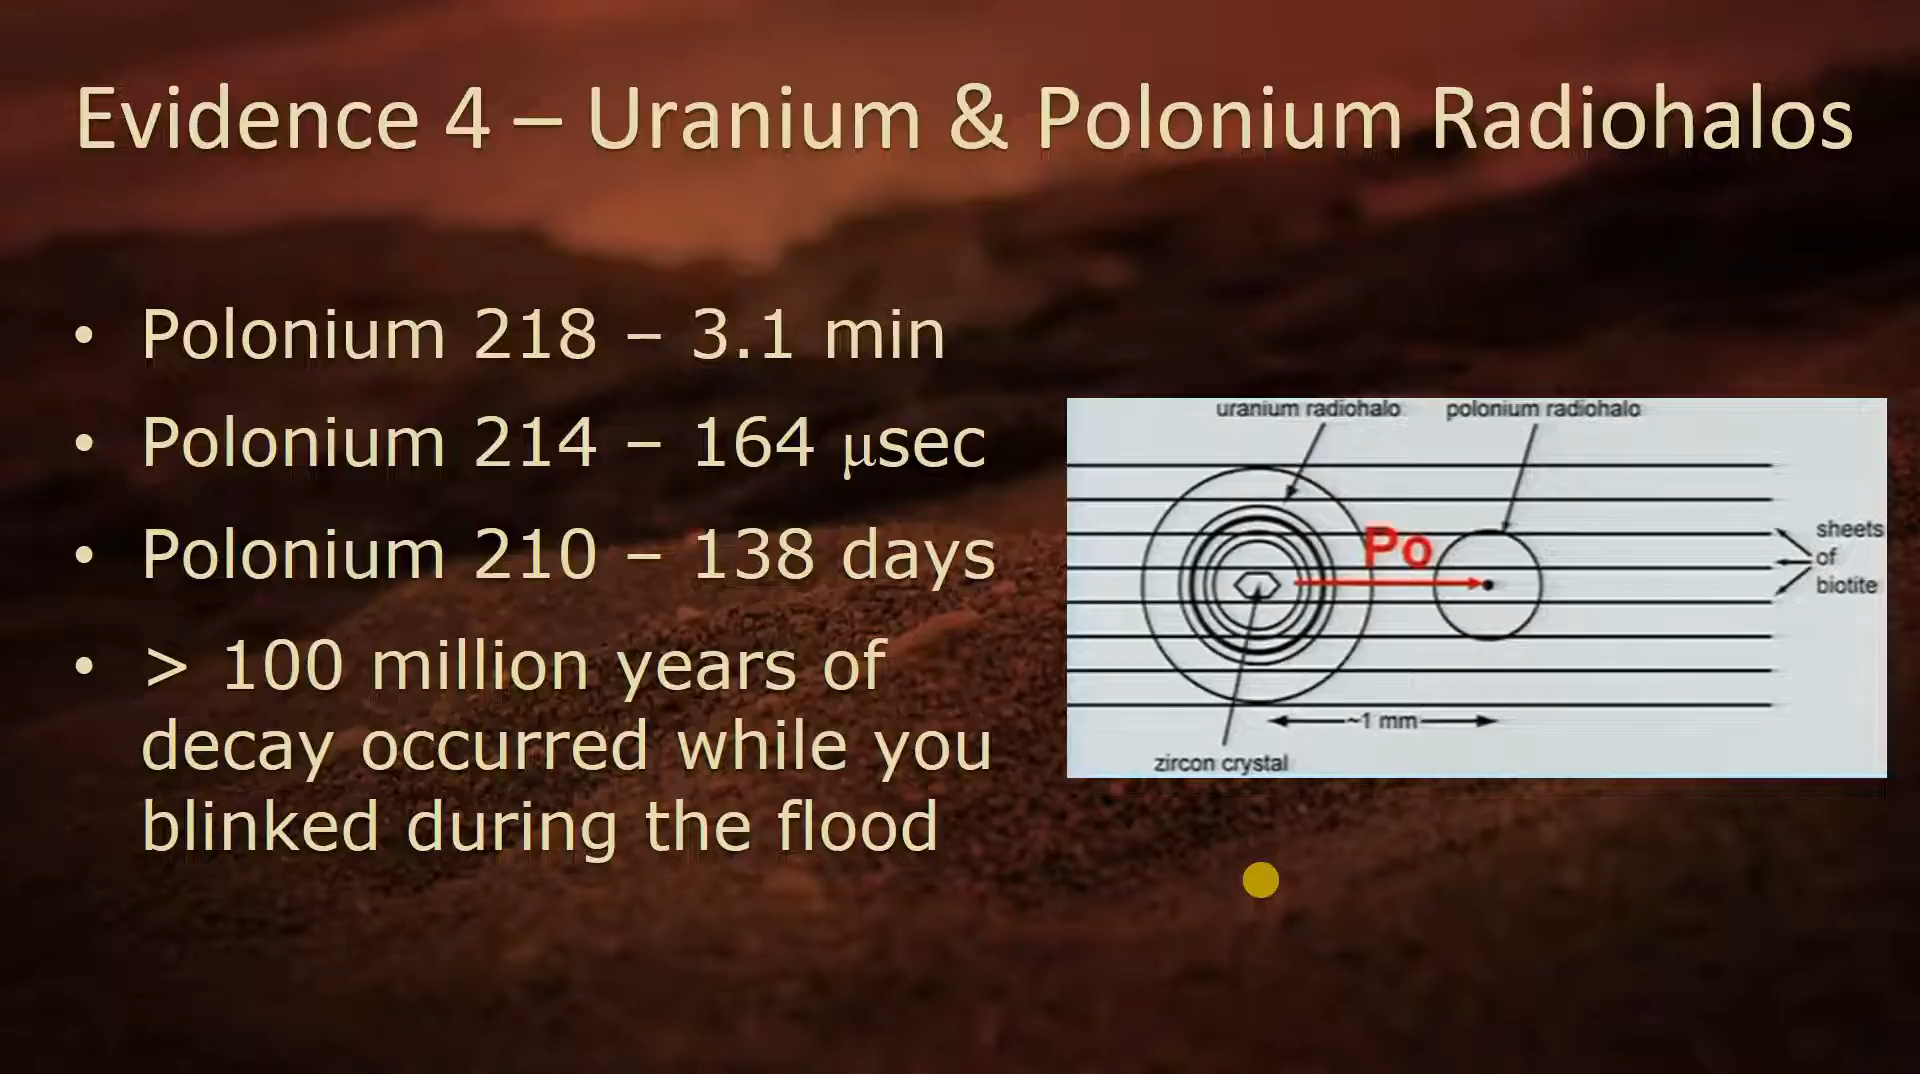 Evidence 4 – Uranium & Polonium Radiohalos
• Polonium 218 – 3.1 min
• Polonium 214 – 164 μsec
• Polonium 210 – 138 days
• > 100 million years of
decay occurred while you
blinked during the flood
uranium radiohalo
polonium radiohalo
Po
sheets
of
biotite
~1 mm
zircon crystal